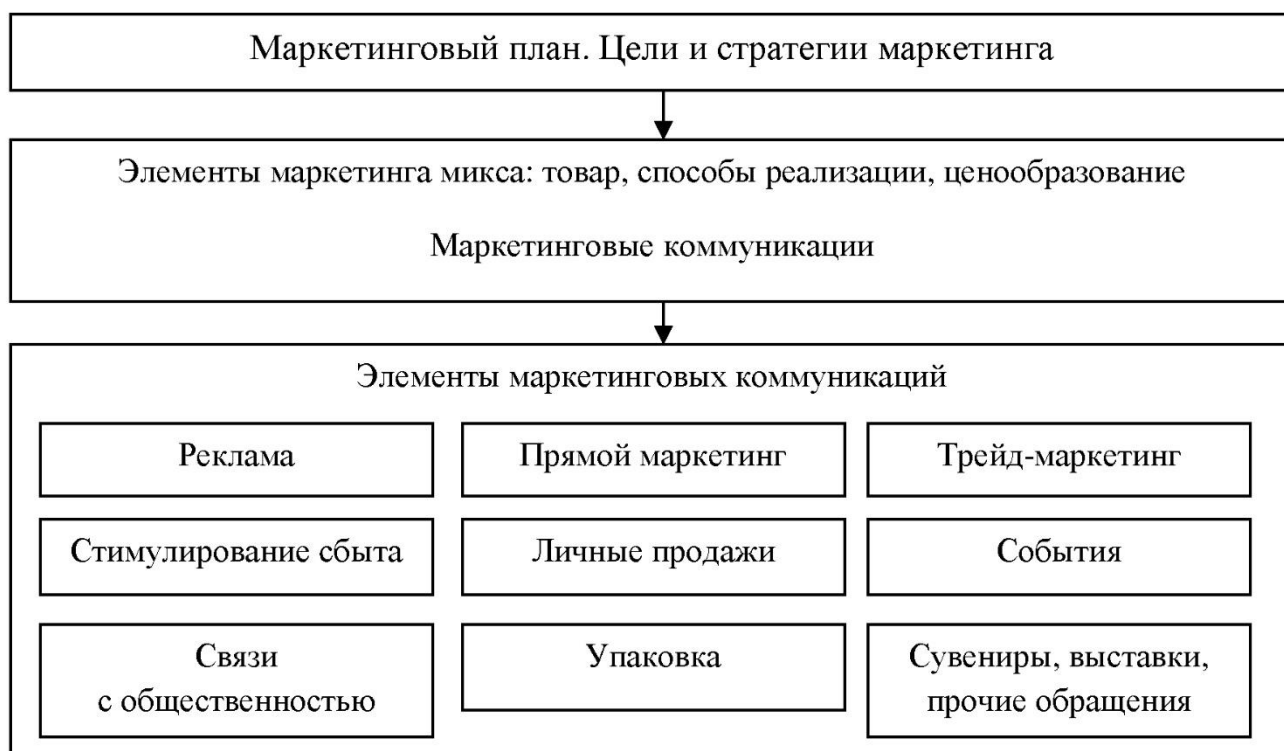 Маркетинговый план. Цели и стратегии маркетинга
Элементы маркетинга микса: товар, способы реализации, ценообразование
Маркетинговые коммуникации
Элементы маркетинговых коммуникаций
Реклама
Прямой маркетинг
Трейд-маркетинг
Стимулирование сбыта
Личные продажи
События
Связи
с общественностью
Упаковка
Сувениры, выставки,
прочие обращения